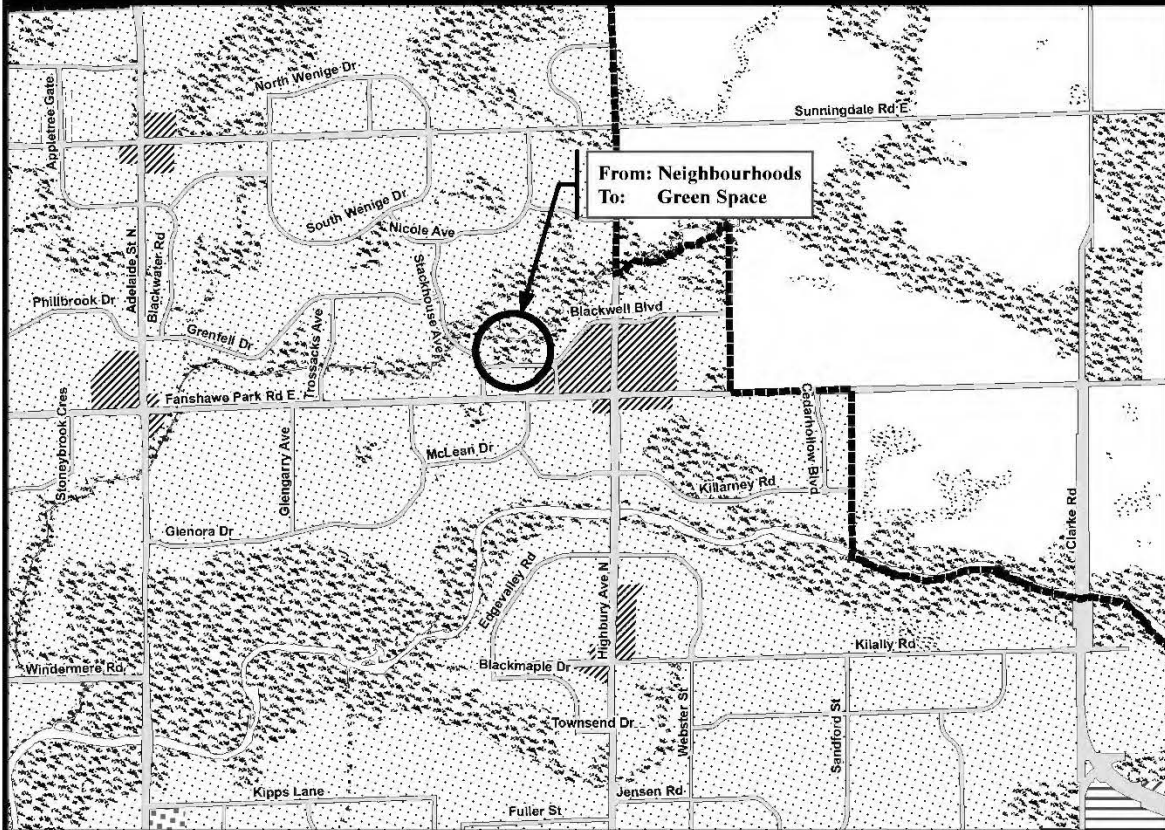 North Wenige Dr
Appletree Gate
Sunningdale Rd E
From: Neighbourhoods
To: Green Space
South Wenige Dr
Nicole Ave
Adelaide St N
Blackwater Rd
Stackhouse Ave
Phillbrook Dr
Blackwell Blvd
Grenfell Dr
Trossacks Ave
Fanshawe Park Rd E
Stoneybrook Cres
Cedarhollow Blvd
Glengarry Ave
McLean Dr
Killarney Rd
Glenora Dr
Clarke Rd
Edgevalley Rd
Highbury Ave N
Kilally Rd
Windermere Rd
Blackmaple Dr
Webster St
Sandford St
Townsend Dr
Kipps Lane
Jensen Rd
Fuller St